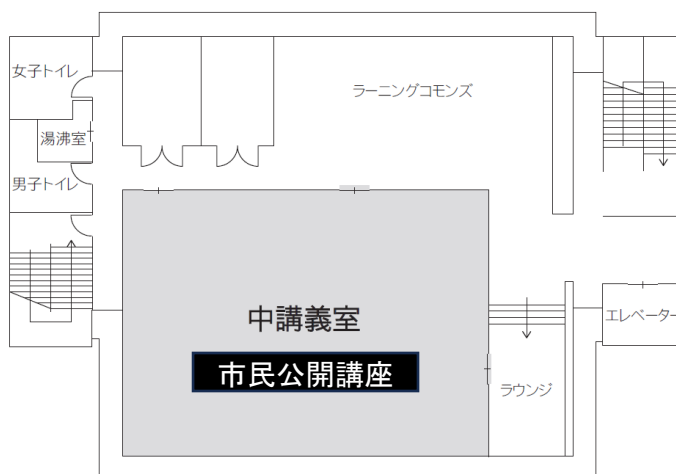 女子トイレ
ラーニングコモンズ
湯沸室
男子トイレ
中講義室
エレベーター
市民公開講座
ラウンジ